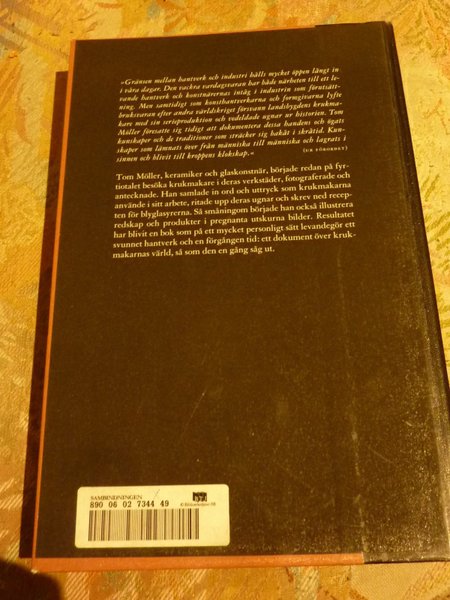 »Gränsen mellan hantverk och industri hålls mycket öppen långt in
i våra dagar. Den vackra vardagsvaran har både närheten till ett le-
vande hantverk och konstnärernas intåg i industrin som förutsätt-
ning. Men samtidigt som konsthantverkarna och formgivarna lyfte
bruksvaran efter andra världskriget försvann landsbygdens krukma-
kare med sin serieproduktion och vedeldade ugnar ur historien. Tom
Möller föresatte sig tidigt att dokumentera dessa handens och ögats
kunskaper och de traditioner som sträcker sig bakåt i skråtid. Kun-
skaper som lämnats över från människa till människa och lagrats i
sinnen och blivit till kroppens klokskap.« (UR FÖRORDET)
Tom Möller, keramiker och glaskonstnär, började redan på fyr-
tiotalet besöka krukmakare i deras verkstäder, fotograferade och
antecknade. Han samlade in ord och uttryck som krukmakarna
använde i sitt arbete, ritade upp deras ugnar och skrev ned recep-
ten för blyglasyrerna. Så småningom började han också illustrera
redskap och produkter i pregnanta utskurna bilder. Resultatet
har blivit en bok som på ett mycket personligt sätt levandegör ett
svunnet hantverk och en förgången tid: ett dokument över kruk-
makarnas värld, så som den en gång såg ut.
SAMBINDNINGEN
890 06 02 7344 49
BTJ
© Bibliotekstjänst AB